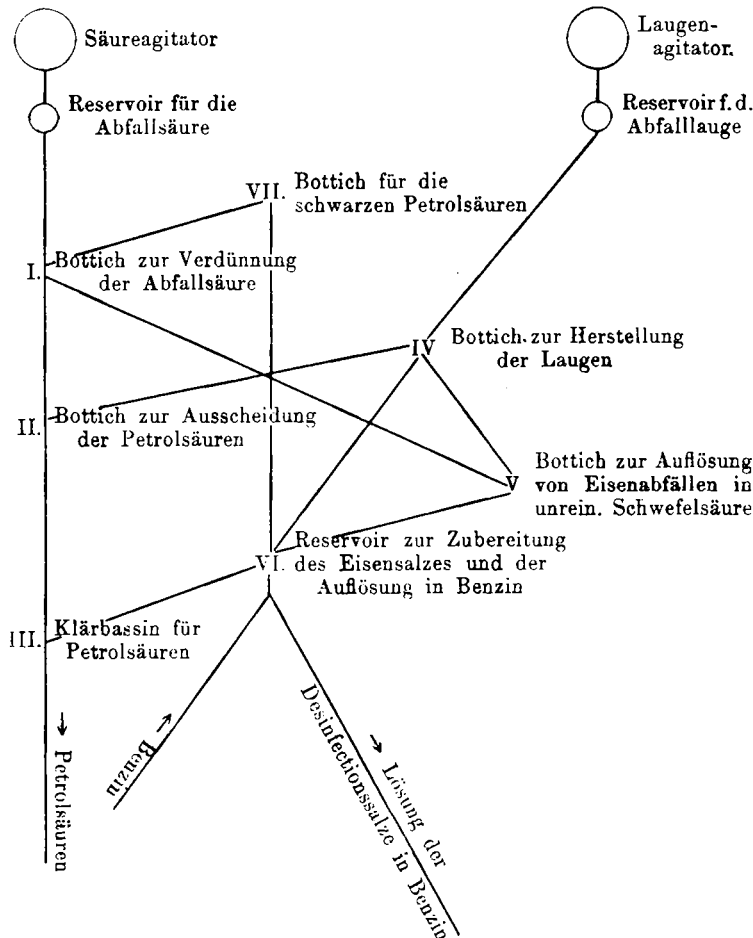 Säureagitator
Laugen-
agitator.
Reservoir für die
Abfallsäure
Reservoir f. d.
Abfalllauge
VII. Bottich für die
schwarzen Petrolsäuren
I. Bottich zur Verdünnung
der Abfallsäure
IV Bottich zur Herstellung
der Laugen
II. Bottich zur Ausscheidung
der Petrolsäuren
V Bottich zur Auflösung
von Eisenabfällen in
unrein. Schwefelsäure
VI. Reservoir zur Zubereitung
des Eisensalzes und der
Auflösung in Benzin
III. Klärbassin für
Petrolsäuren
→ Petrolsäuren
Benzin →
→ Lösung der
Desinfectionssalze in Benzin